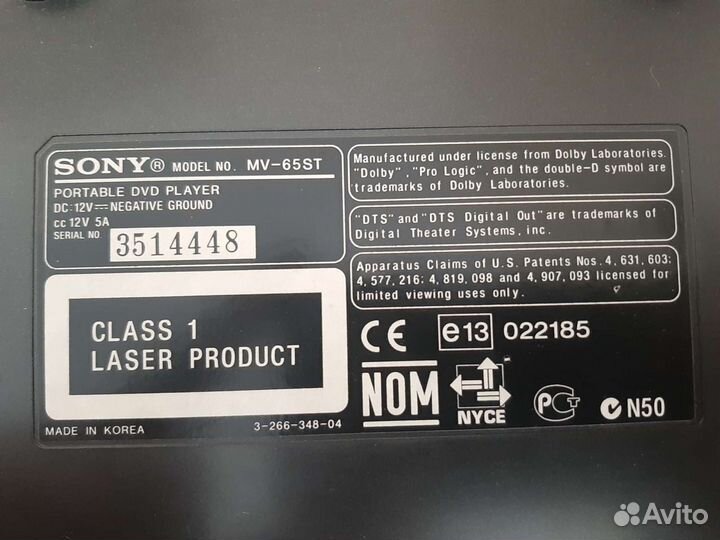 SONY® MODEL NO. MV-65ST
PORTABLE DVD PLAYER
DC:12V⎓NEGATIVE GROUND
cc 12V 5A
SERIAL NO. 3514448
Manufactured under license from Dolby Laboratories.
"Dolby", "Pro Logic", and the double-D symbol are
trademarks of Dolby Laboratories.
"DTS" and "DTS Digital Out" are trademarks of
Digital Theater Systems, inc.
Apparatus Claims of U.S. Patents Nos. 4, 631, 603;
4, 577, 216; 4, 819, 098 and 4, 907, 093 licensed for
limited viewing uses only.
CLASS 1
LASER PRODUCT
CE e13 022185
NOM NYCE PCT N50
MADE IN KOREA 3-266-348-04
Avito